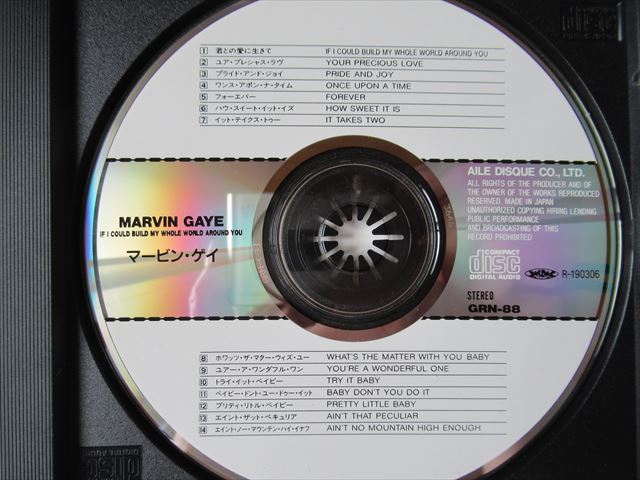 1 君との愛に生きて IF I COULD BUILD MY WHOLE WORLD AROUND YOU
2 ユア・プレシャス・ラヴ YOUR PRECIOUS LOVE
3 プライド・アンド・ジョイ PRIDE AND JOY
4 ワンス・アポン・ナ・タイム ONCE UPON A TIME
5 フォーエバー FOREVER
6 ハウ・スイート・イット・イズ HOW SWEET IT IS
7 イット・テイクス・トゥー IT TAKES TWO
MARVIN GAYE
IF I COULD BUILD MY WHOLE WORLD AROUND YOU
マービン・ゲイ
AILE DISQUE CO., LTD.
ALL RIGHTS OF THE PRODUCER AND OF
THE OWNER OF THE WORKS REPRODUCED
RESERVED. MADE IN JAPAN
UNAUTHORIZED COPYING HIRING LENDING
PUBLIC PERFORMANCE
AND BROADCASTING OF THIS
RECORD PROHIBITED
COMPACT
disc
DIGITAL AUDIO
R-190306
STEREO
GRN-88
8 ホワッツ・ザ・マター・ウィズ・ユー WHAT'S THE MATTER WITH YOU BABY
9 ユアー・ア・ワンダフル・ワン YOU'RE A WONDERFUL ONE
10 トライ・イット・ベイビー TRY IT BABY
11 ベイビー・ドント・ユー・ドゥー・イット BABY DON'T YOU DO IT
12 プリティ・リトル・ベイビー PRETTY LITTLE BABY
13 エイント・ザット・ペキュリア AIN'T THAT PECULIAR
14 エイント・ノー・マウンテン・ハイ・イナフ AIN'T NO MOUNTAIN HIGH ENOUGH